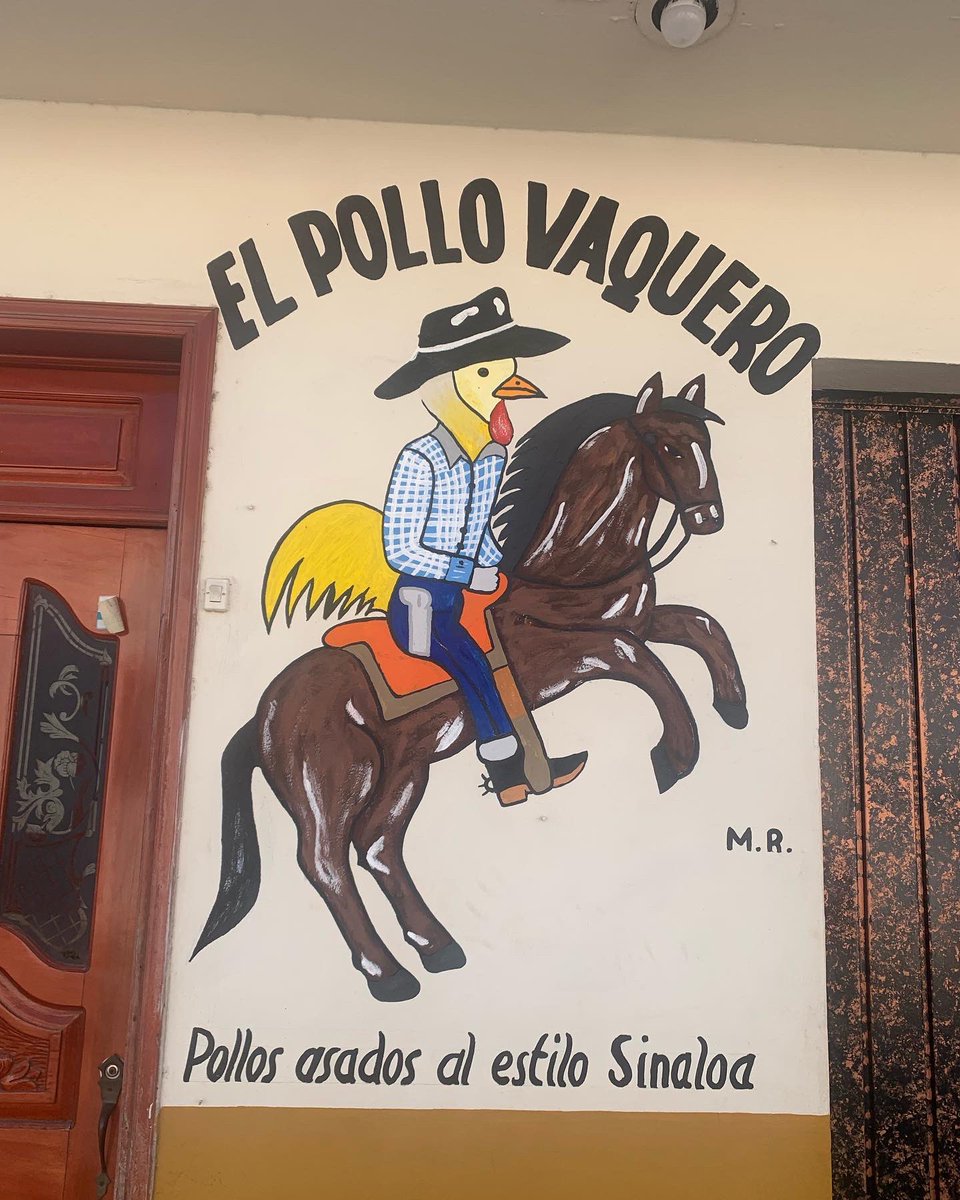 EL POLLO VAQUERO
M.R.
Pollos asados al estilo Sinaloa